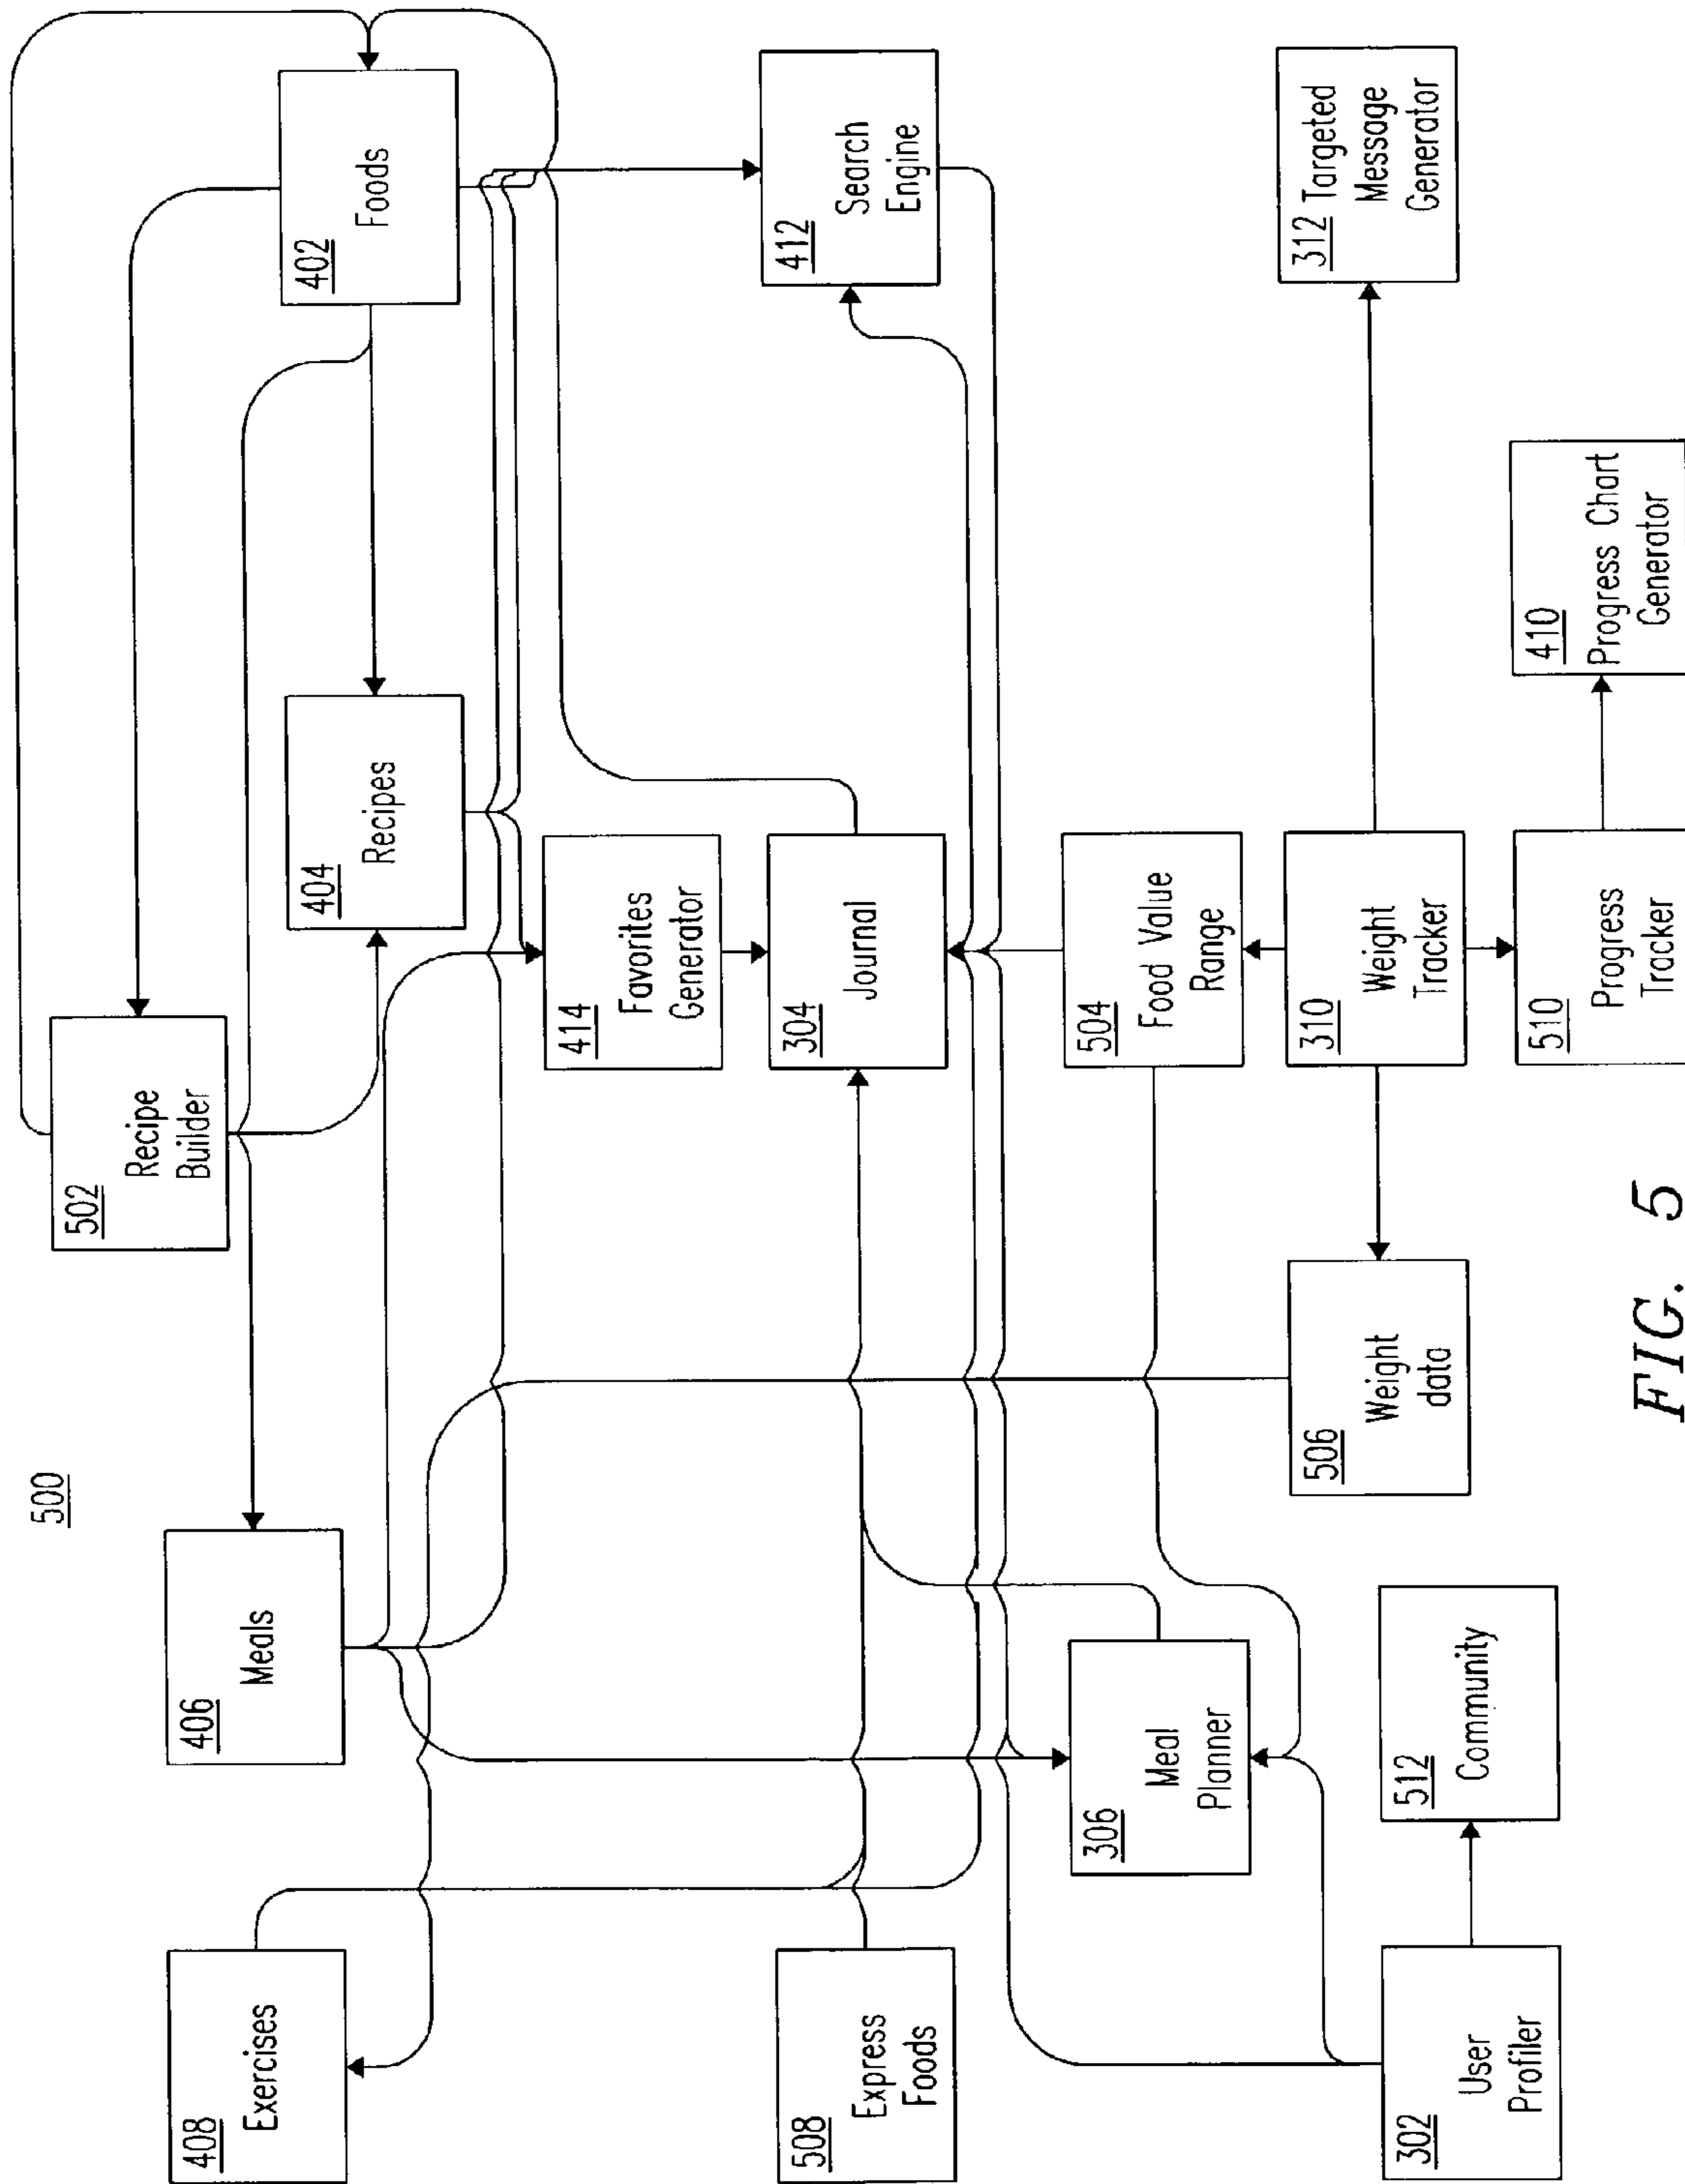 500
502
Recipe
Builder
408
Exercises
406
Meals
404
Recipes
402
Foods
414
Favorites
Generator
508
Express
Foods
304
Journal
412
Search
Engine
306
Meal
Planner
504
Food Value
Range
506
Weight
data
310
Weight
Tracker
312 Targeted
Message
Generator
302
User
Profiler
512
Community
510
Progress
Tracker
410
Progress Chart
Generator
FIG. 5